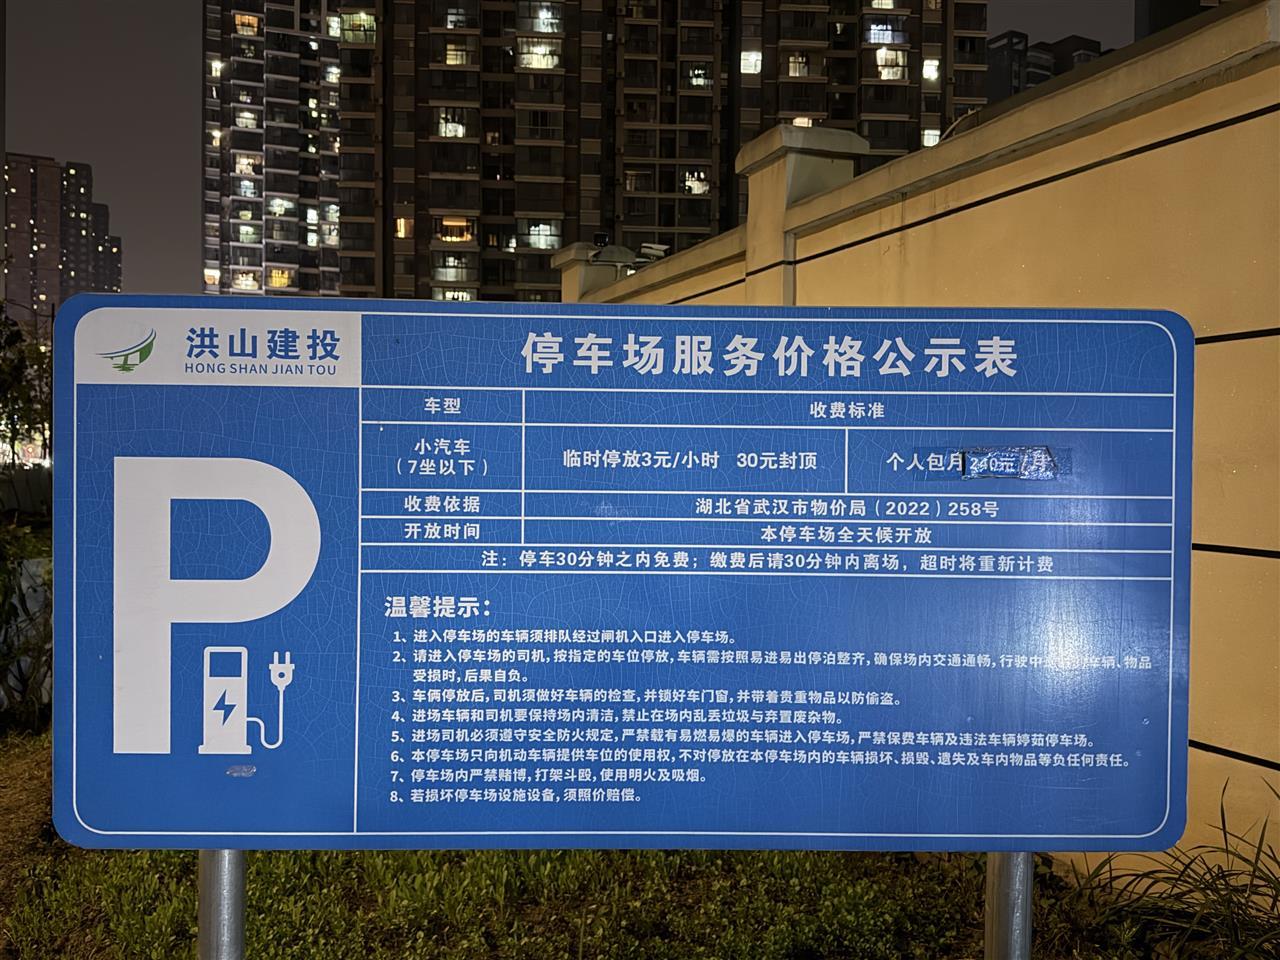 洪山建投
HONG SHAN JIAN TOU
停车场服务价格公示表
车型
收费标准
小汽车
（7坐以下）
临时停放3元/小时 30元封顶
个人包月240元
收费依据
湖北省武汉市物价局（2022）258号
开放时间
本停车场全天候开放
注：停车30分钟之内免费；缴费后请30分钟内离场，超时将重新计费
P
温馨提示：
1、进入停车场的车辆须排队经过闸机入口进入停车场。
2、请进入停车场的司机，按指定的车位停放，车辆需按照易进易出停泊整齐，确保场内交通通畅，行驶中车辆、物品
受损时，后果自负。
3、车俩停放后，司机须做好车辆的检查，并锁好车门窗，并带着贵重物品以防偷盗。
4、进场车辆和司机要保持场内清洁，禁止在场内乱丢垃圾与弃置废杂物。
5、进场司机必须遵守安全防火规定，严禁载有易燃易爆的车辆进入停车场，严禁保费车辆及违法车辆婷茹停车场。
6、本停车场只向机动车辆提供车位的使用权，不对停放在本停车场内的车辆损坏、损毁、遗失及车内物品等负任何责任。
7、停车场内严禁赌博，打架斗殴，使用明火及吸烟。
8、若损坏停车场设施设备，须照价赔偿。